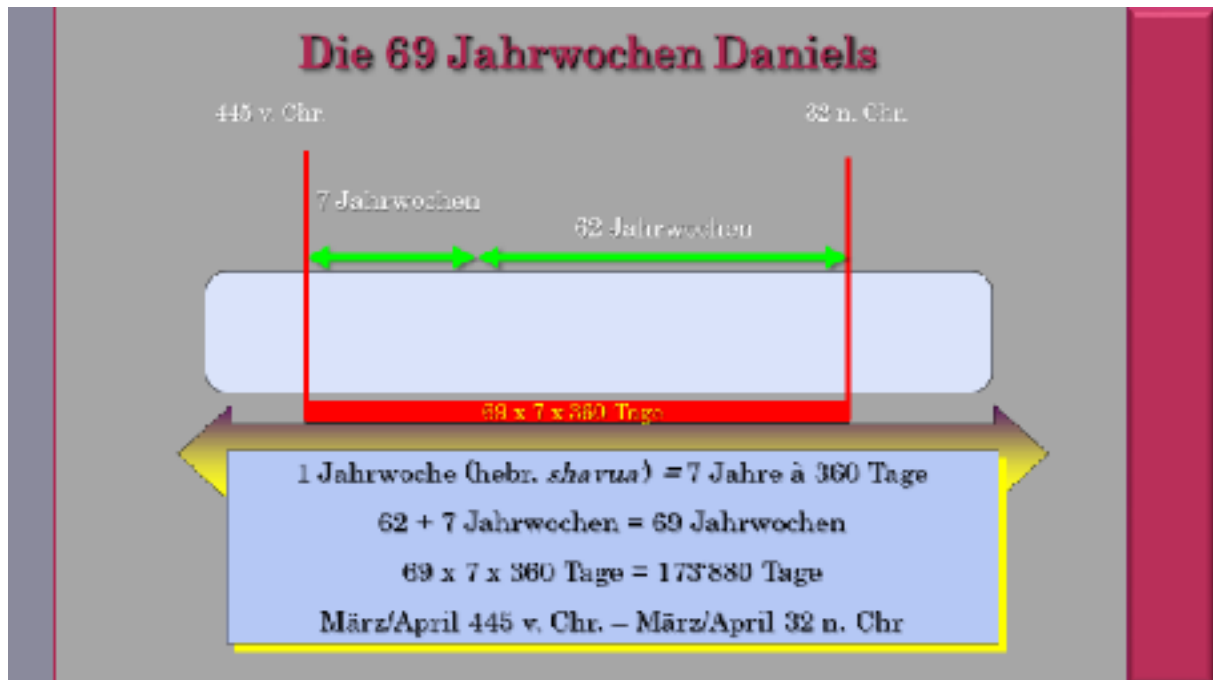 Die 69 Jahrwochen Daniels
445 v. Chr.
32 n. Chr.
7 Jahrwochen
62 Jahrwochen
69 x 7 x 360 Tage
1 Jahrwoche (hebr. shavua‘) = 7 Jahre à 360 Tage
62 + 7 Jahrwochen = 69 Jahrwochen
69 x 7 x 360 Tage = 173'880 Tage
März/April 445 v. Chr. – März/April 32 n. Chr